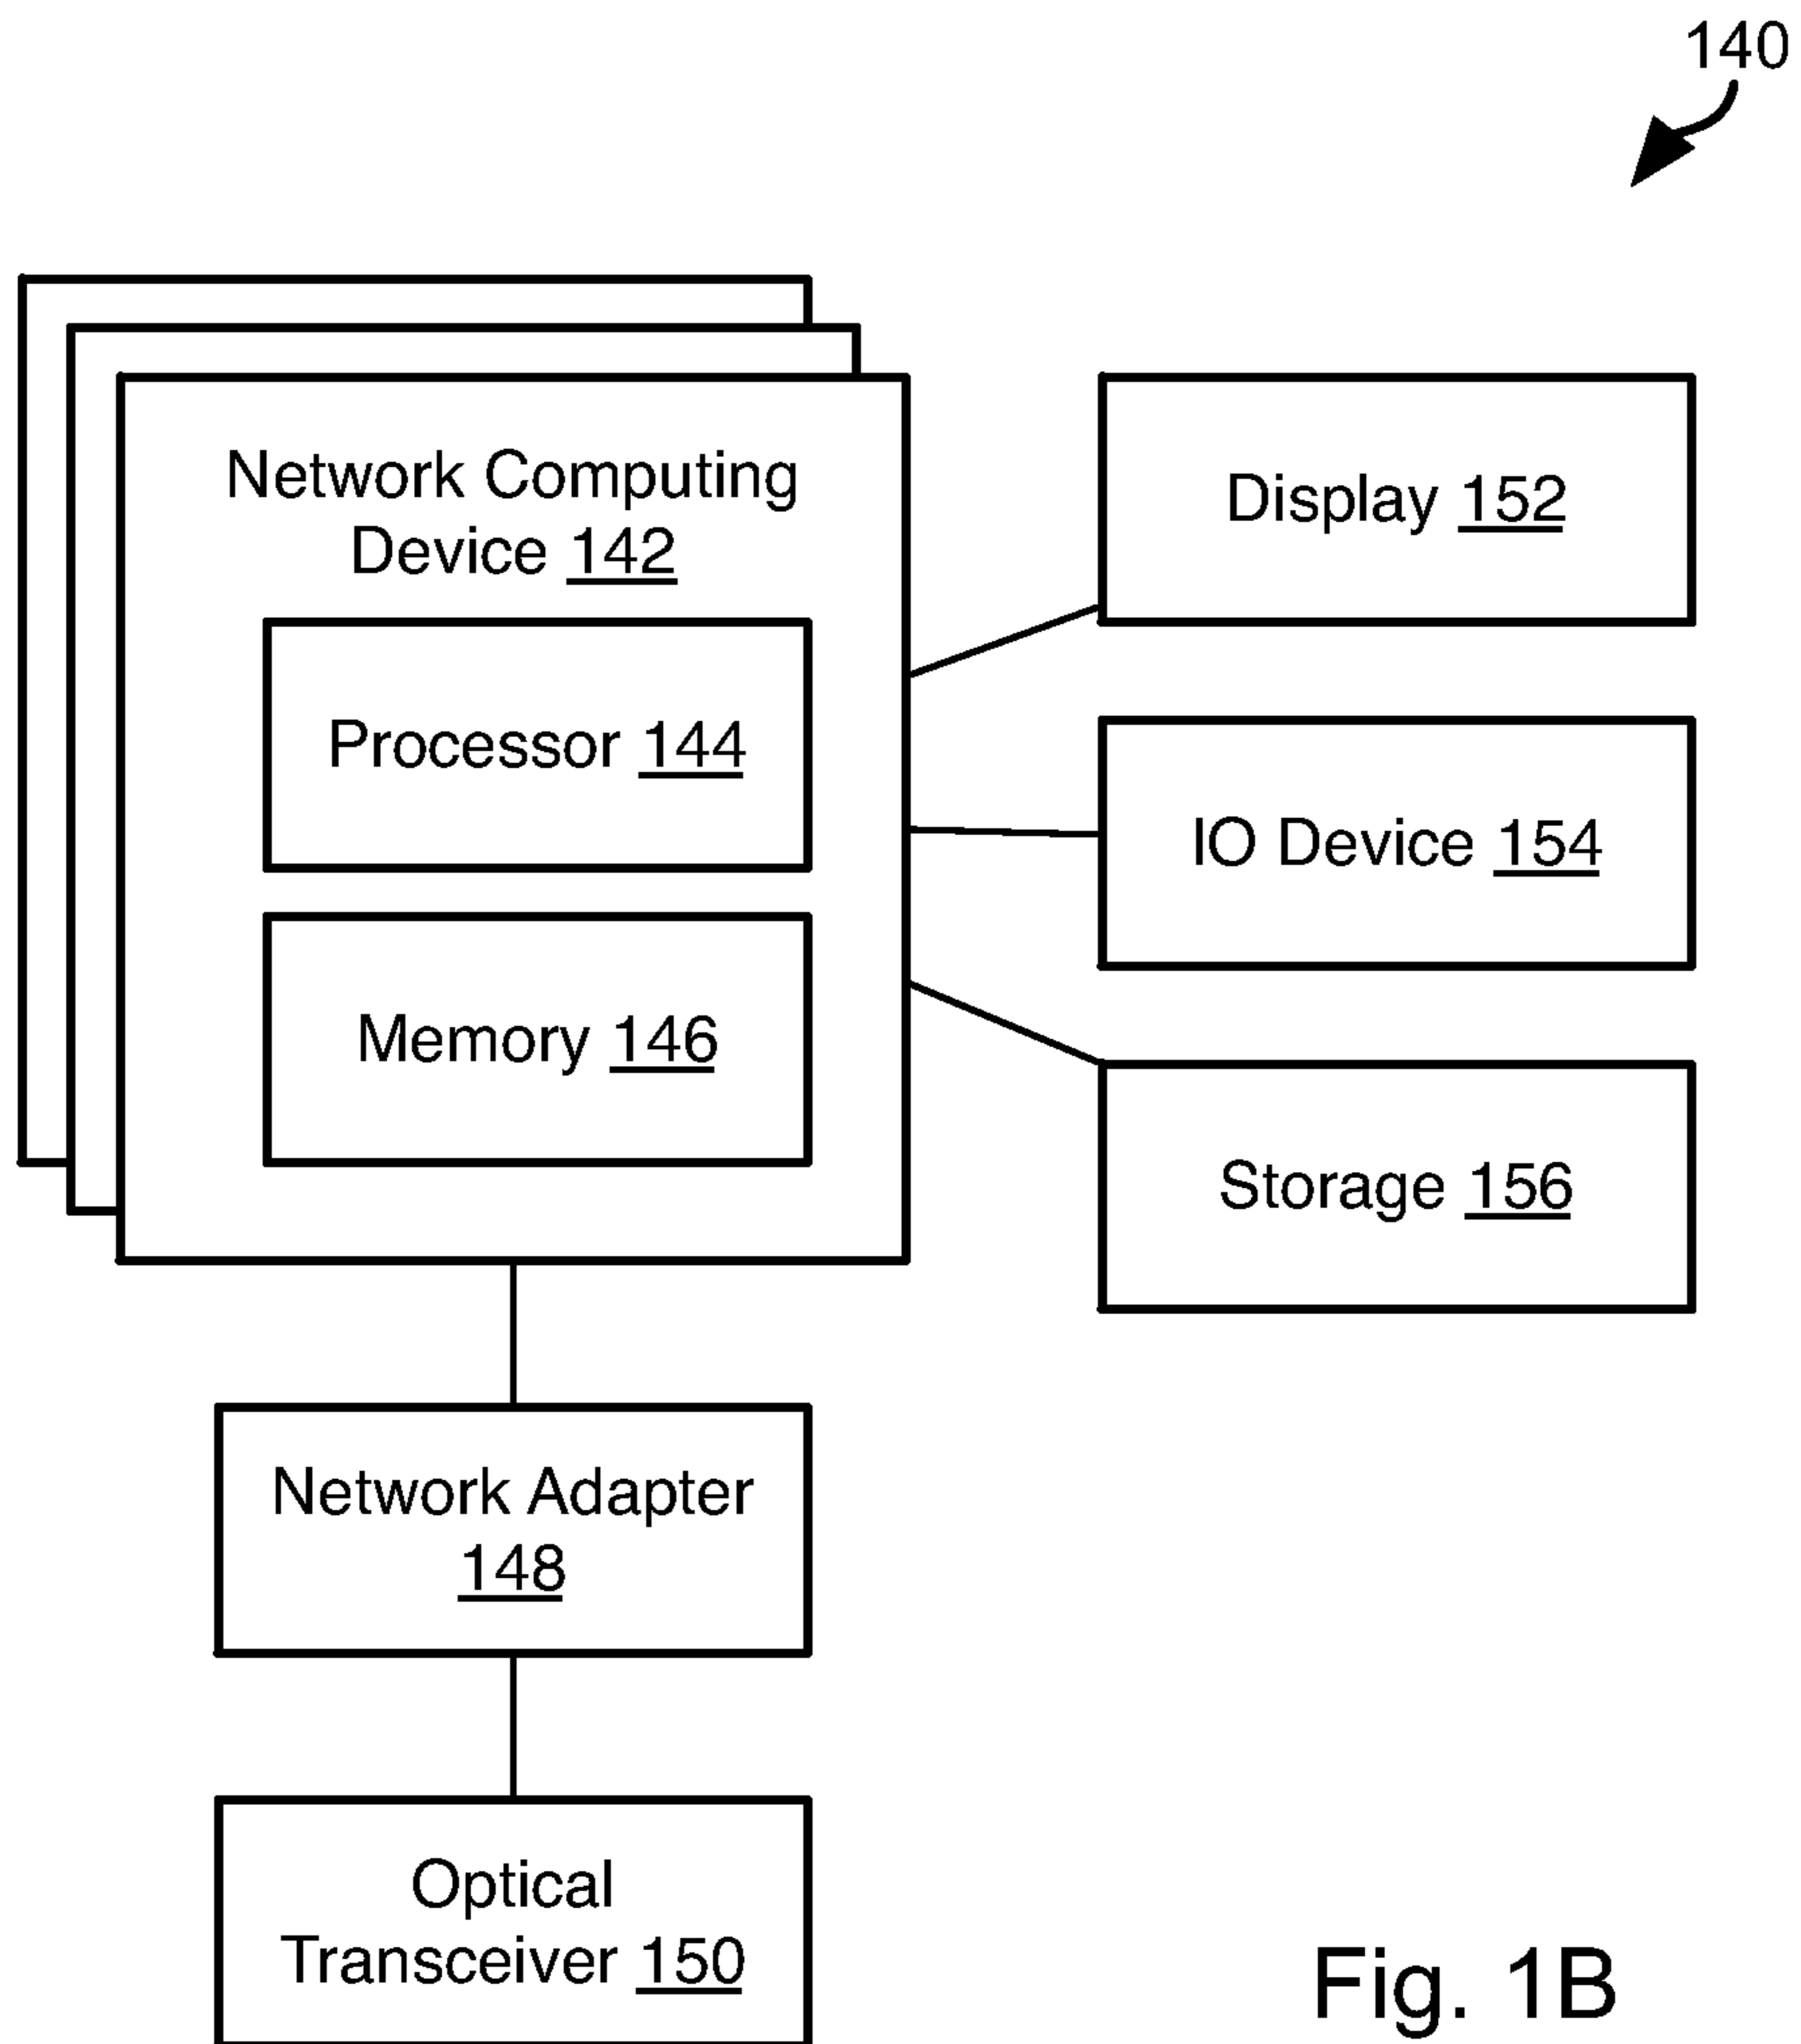 140
Network Computing
Device 142
Processor 144
Memory 146
Display 152
IO Device 154
Storage 156
Network Adapter
148
Optical
Transceiver 150
Fig. 1B